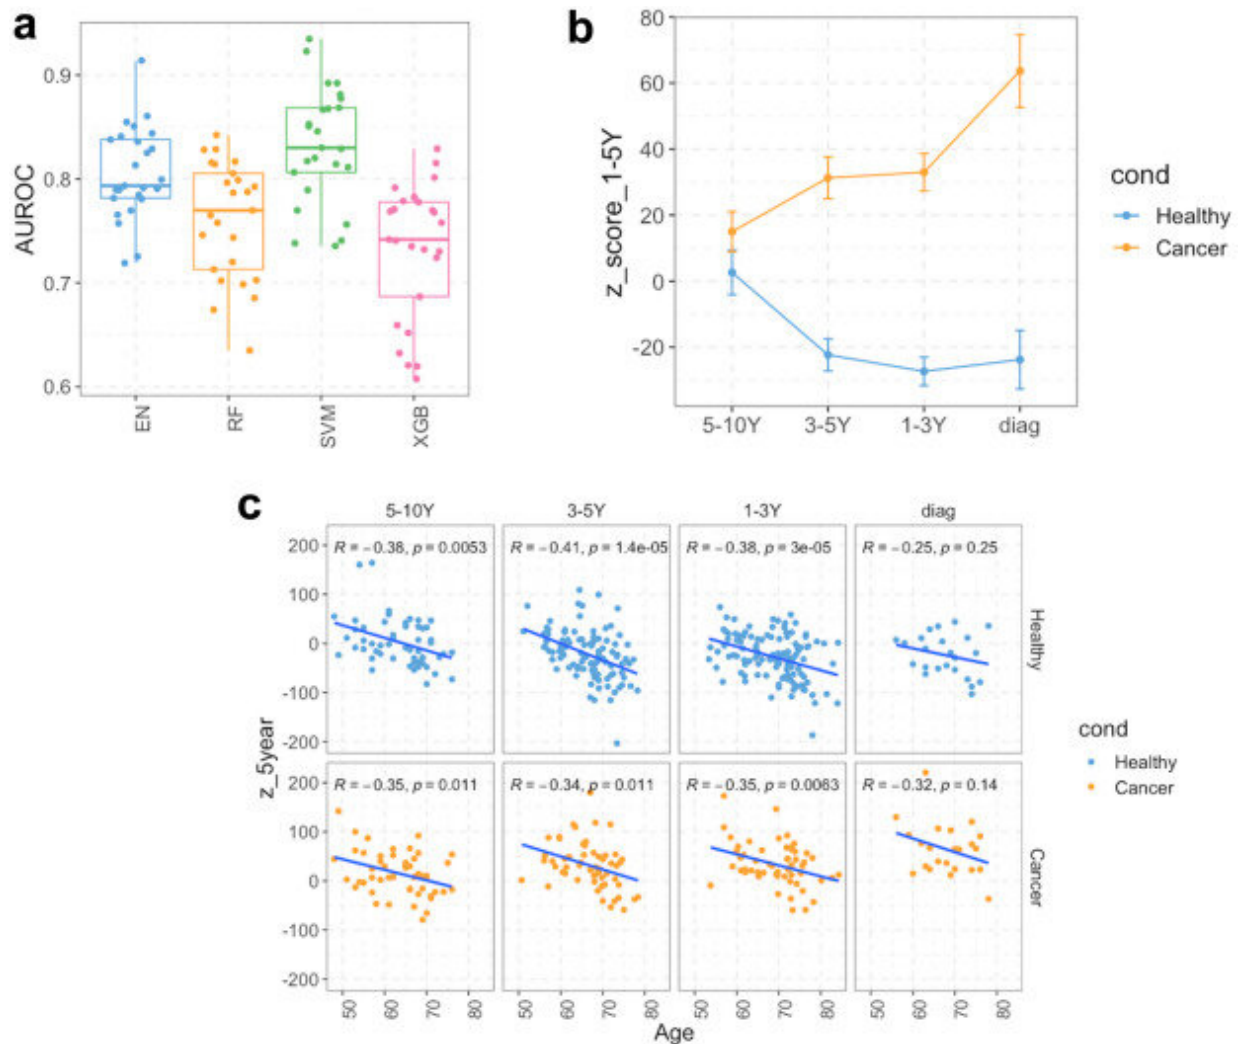 a
AUROC
0.9
0.8
0.7
0.6
EN
RF
SVM
XGB
b
z_score_1-5Y
80
60
40
20
0
-20
5-10Y
3-5Y
1-3Y
diag
cond
Healthy
Cancer
c
5-10Y
3-5Y
1-3Y
diag
z_5year
200
100
0
-100
-200
R = −0.38, p = 0.0053
R = −0.41, p = 1.4e-05
R = −0.38, p = 3e-05
R = −0.25, p = 0.25
Healthy
200
100
0
-100
-200
R = −0.35, p = 0.011
R = −0.34, p = 0.011
R = −0.35, p = 0.0063
R = −0.32, p = 0.14
Cancer
50 60 70 80
50 60 70 80
50 60 70 80
50 60 70 80
Age
cond
Healthy
Cancer